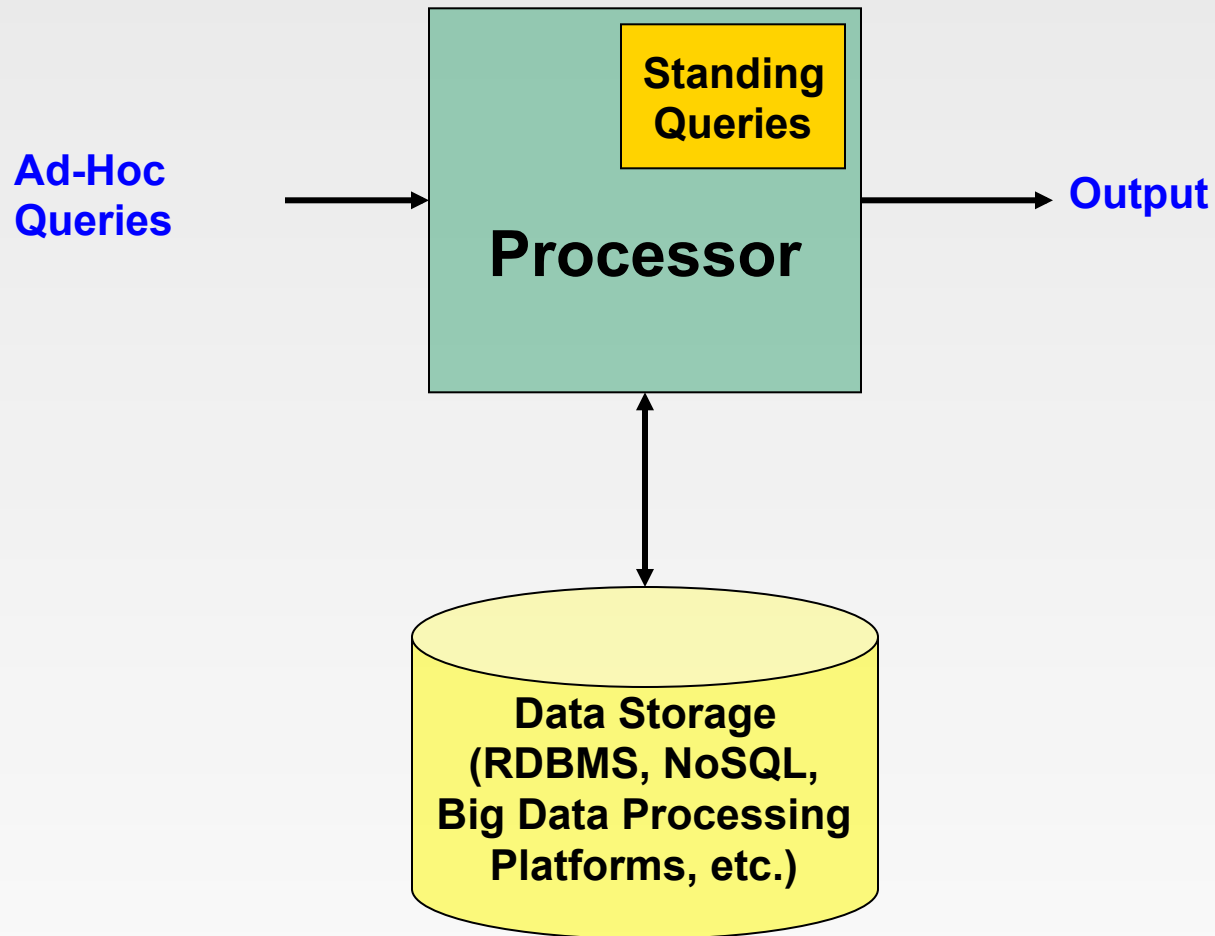 Standing
Queries
Ad-Hoc
Queries
Output
Processor
Data Storage
(RDBMS, NoSQL,
Big Data Processing
Platforms, etc.)